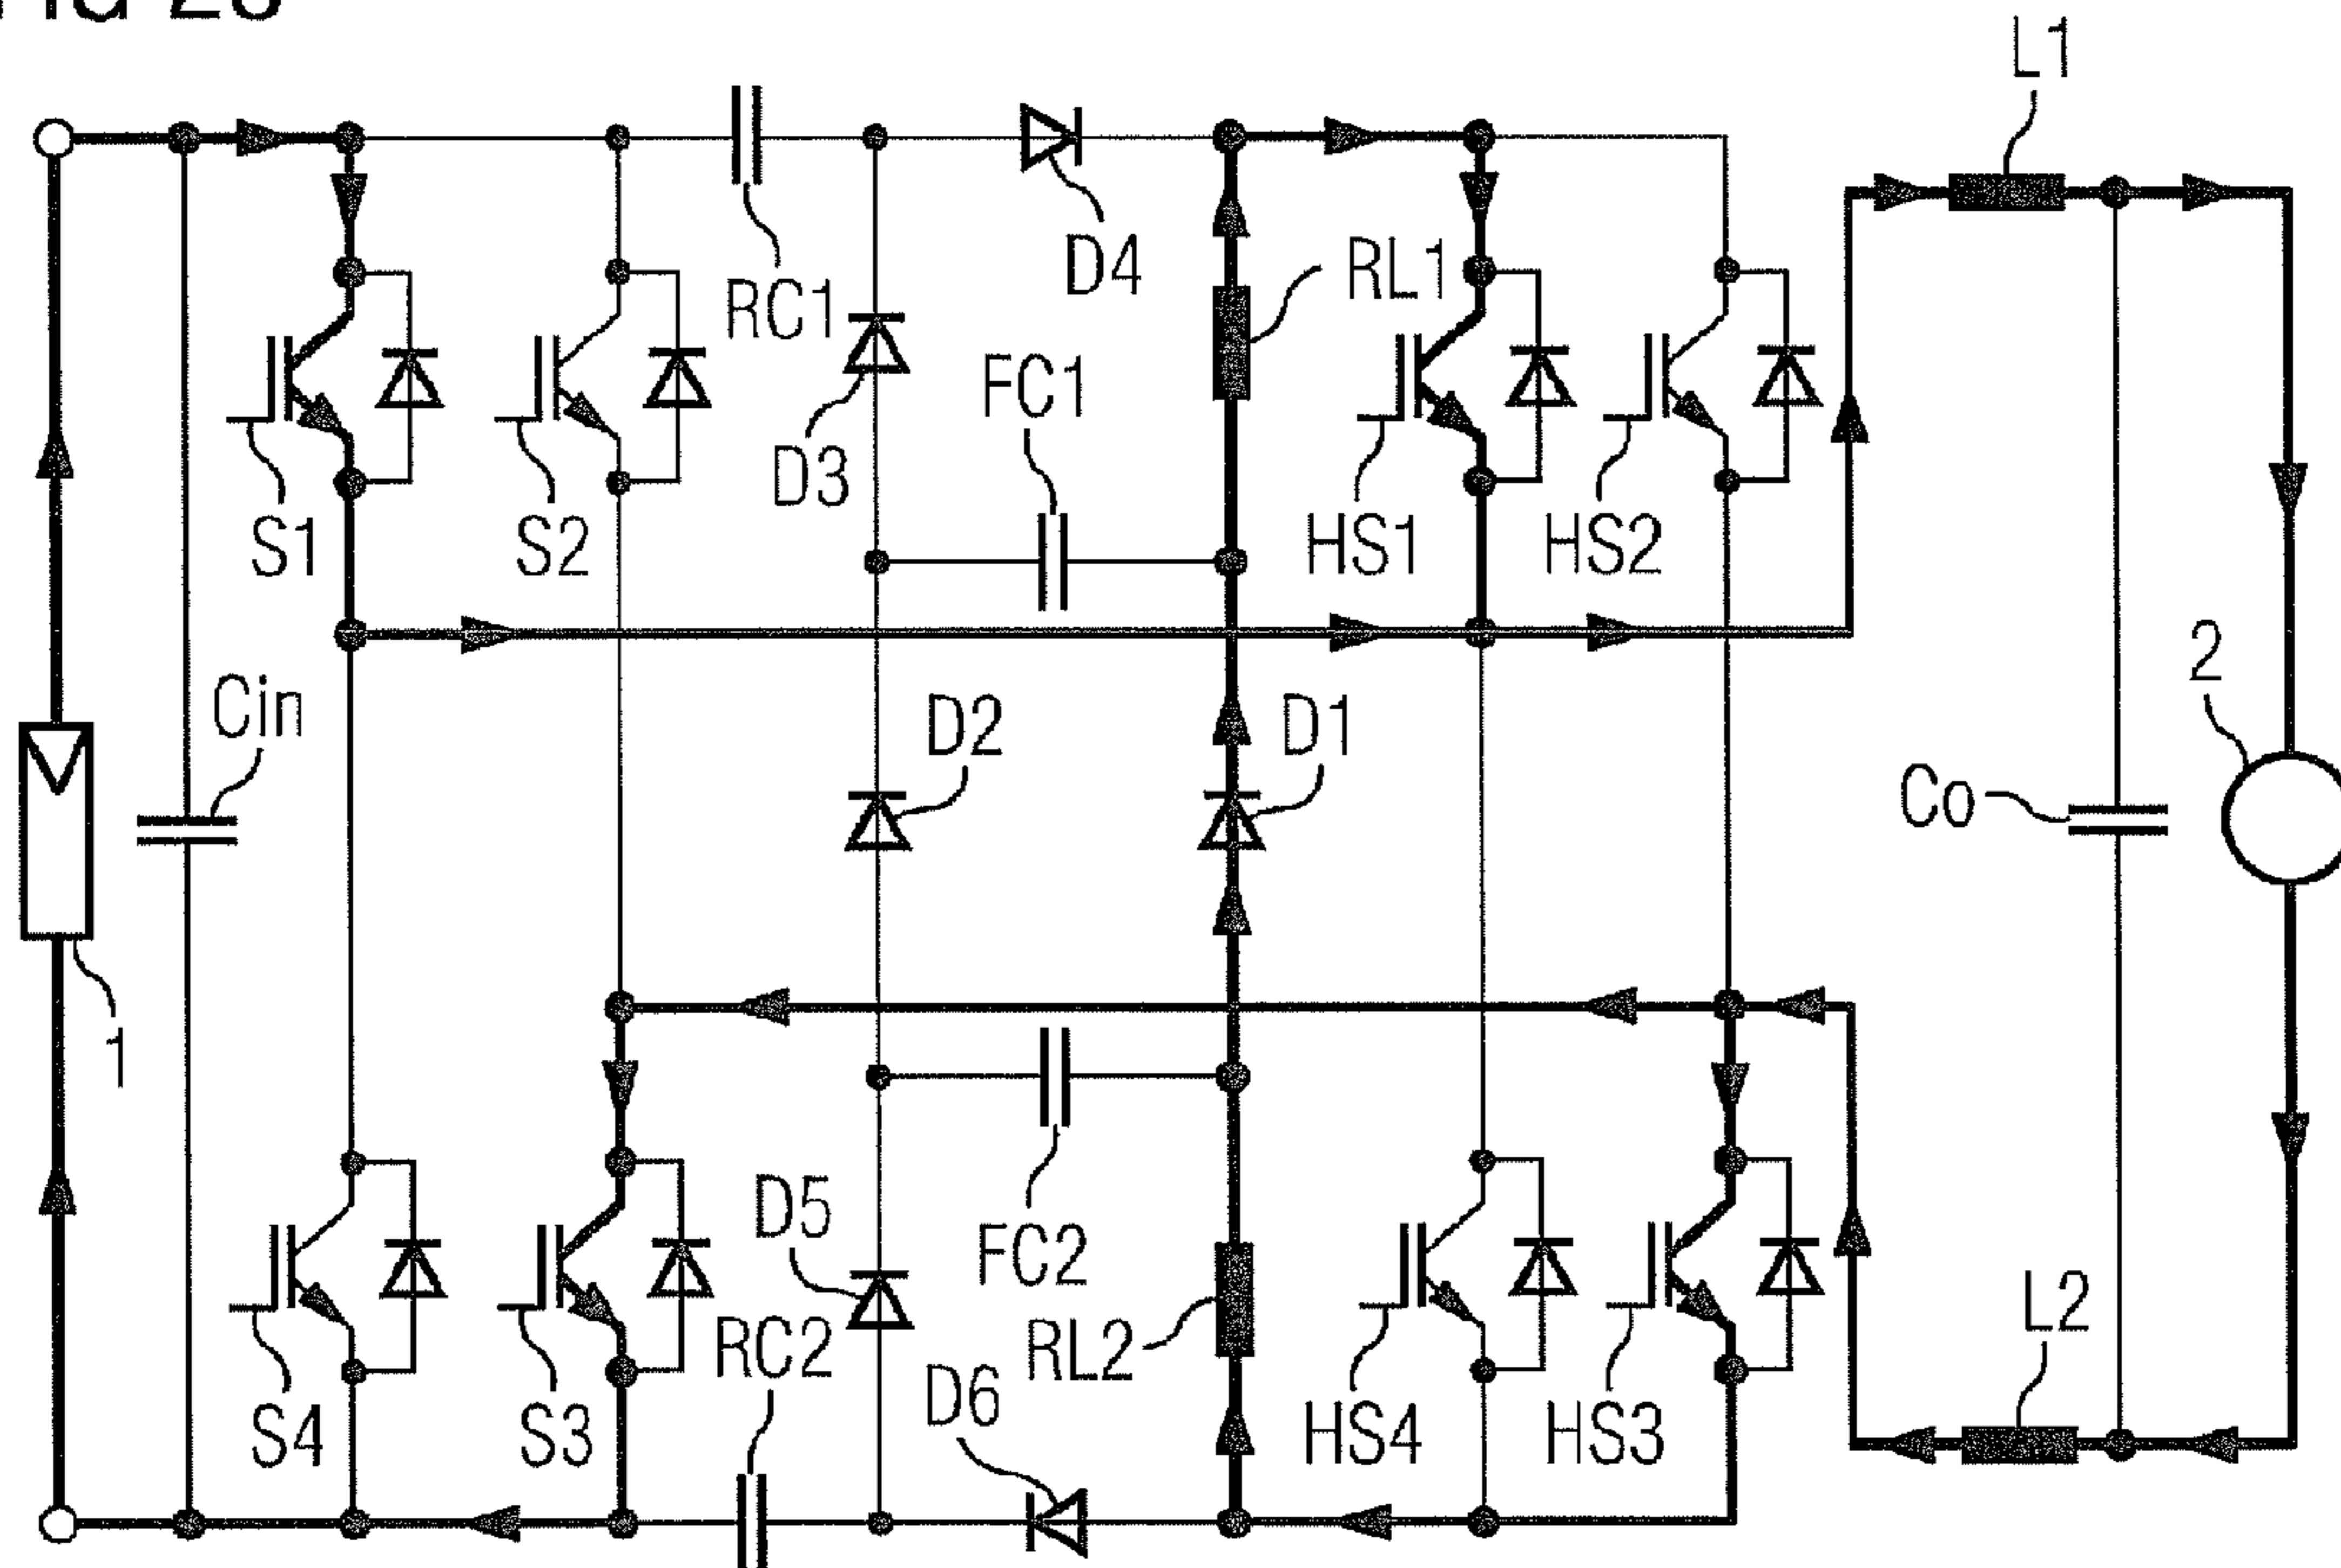 L1
D4
RL1
RC1
FC1
D3
S1
S2
HS1
HS2
Cin
D2
D1
2
Co
1
D5
FC2
L2
RC2
RL2
D6
S4
S3
HS4
HS3